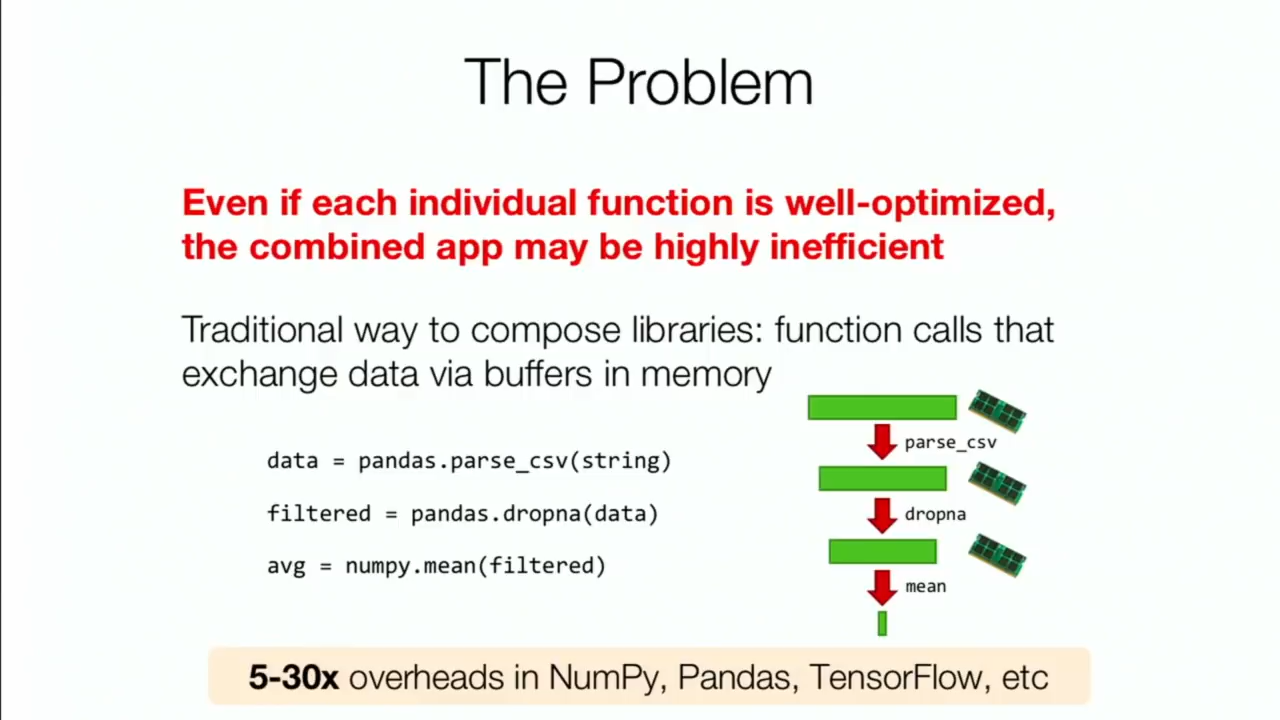 The Problem
Even if each individual function is well-optimized,
the combined app may be highly inefficient
Traditional way to compose libraries: function calls that
exchange data via buffers in memory
data = pandas.parse_csv(string)
filtered = pandas.dropna(data)
avg = numpy.mean(filtered)
parse_csv
dropna
mean
5-30x overheads in NumPy, Pandas, TensorFlow, etc